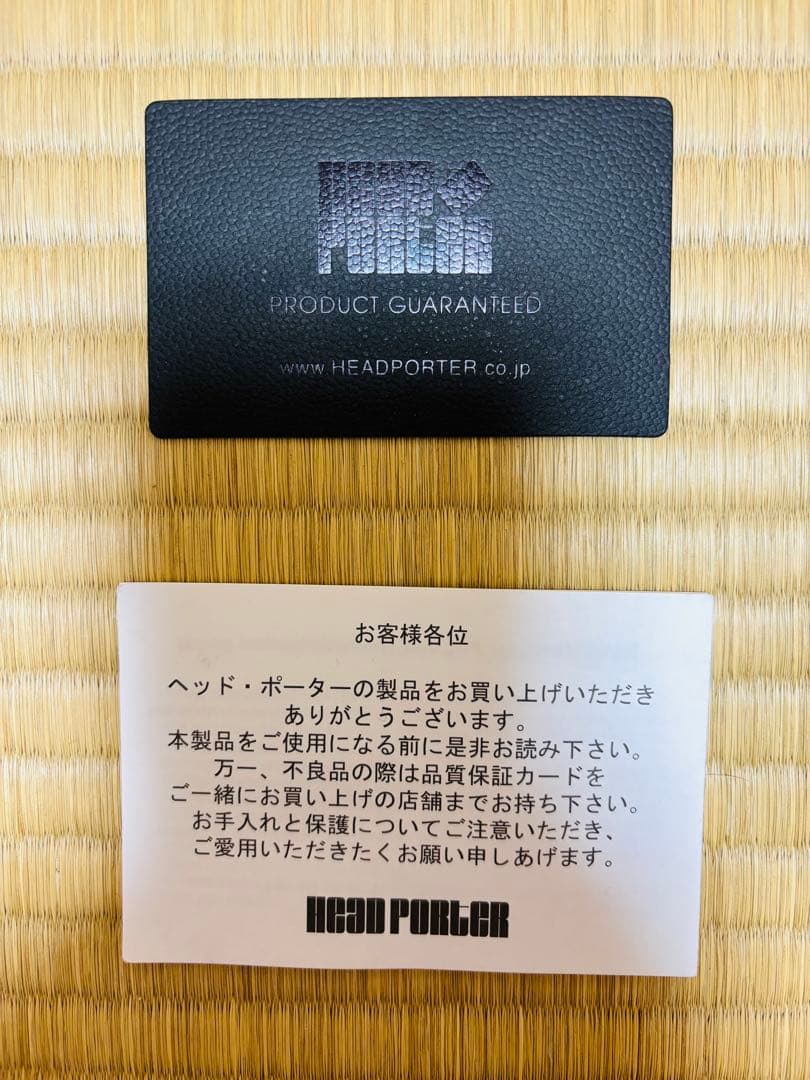 HEAD
PORTER
PRODUCT GUARANTEED
www.HEADPORTER.co.jp
お客様各位
ヘッド・ポーターの製品をお買い上げいただき
ありがとうございます。
本製品をご使用になる前に是非お読み下さい。
万一、不良品の際は品質保証カードを
ご一緒にお買い上げの店舗までお持ち下さい。
お手入れと保護についてご注意いただき、
ご愛用いただきたくお願い申しあげます。
HEAD PORTER